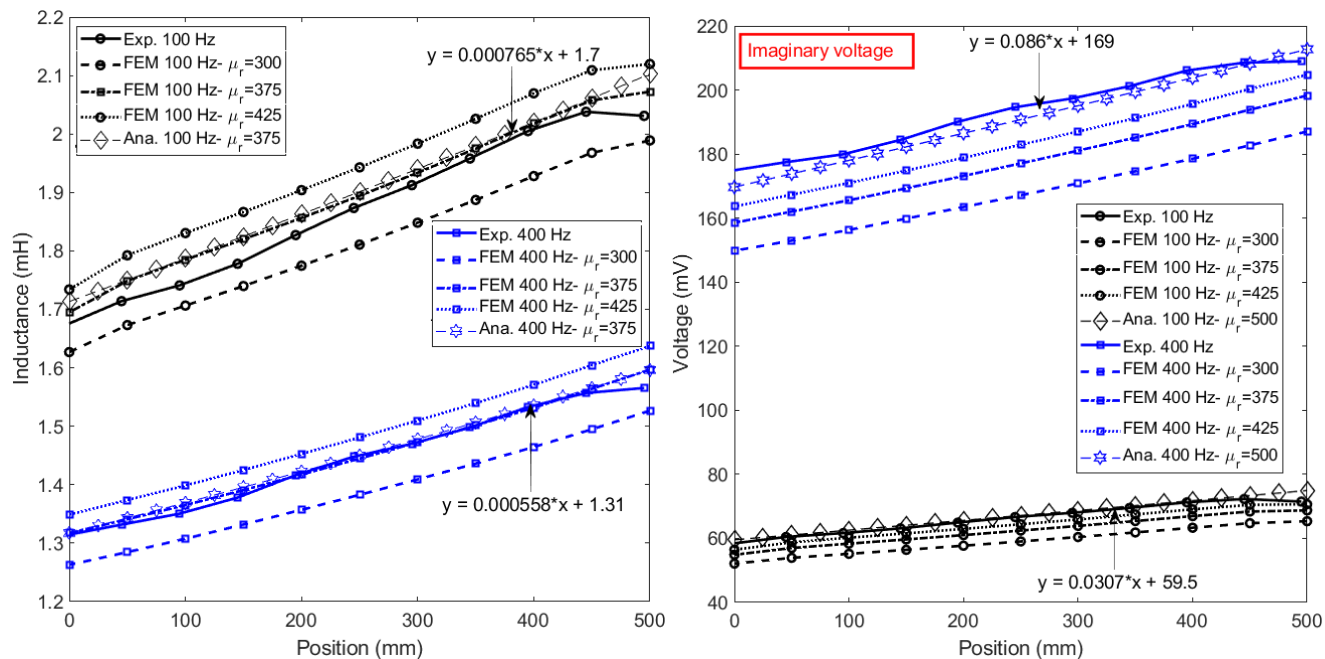 2.2
2.1
2
1.9
1.8
1.7
1.6
1.5
1.4
1.3
1.2
Inductance (mH)
Exp. 100 Hz
FEM 100 Hz- μr=300
FEM 100 Hz- μr=375
FEM 100 Hz- μr=425
Ana. 100 Hz- μr=375
y = 0.000765*x + 1.7
Exp. 400 Hz
FEM 400 Hz- μr=300
FEM 400 Hz- μr=375
FEM 400 Hz- μr=425
Ana. 400 Hz- μr=375
y = 0.000558*x + 1.31
0 100 200 300 400 500
Position (mm)
220
200
180
160
140
120
100
80
60
40
Voltage (mV)
Imaginary voltage
y = 0.086*x + 169
Exp. 100 Hz
FEM 100 Hz- μr=300
FEM 100 Hz- μr=375
FEM 100 Hz- μr=425
Ana. 100 Hz- μr=500
Exp. 400 Hz
FEM 400 Hz- μr=300
FEM 400 Hz- μr=375
FEM 400 Hz- μr=425
Ana. 400 Hz- μr=500
y = 0.0307*x + 59.5
0 100 200 300 400 500
Position (mm)